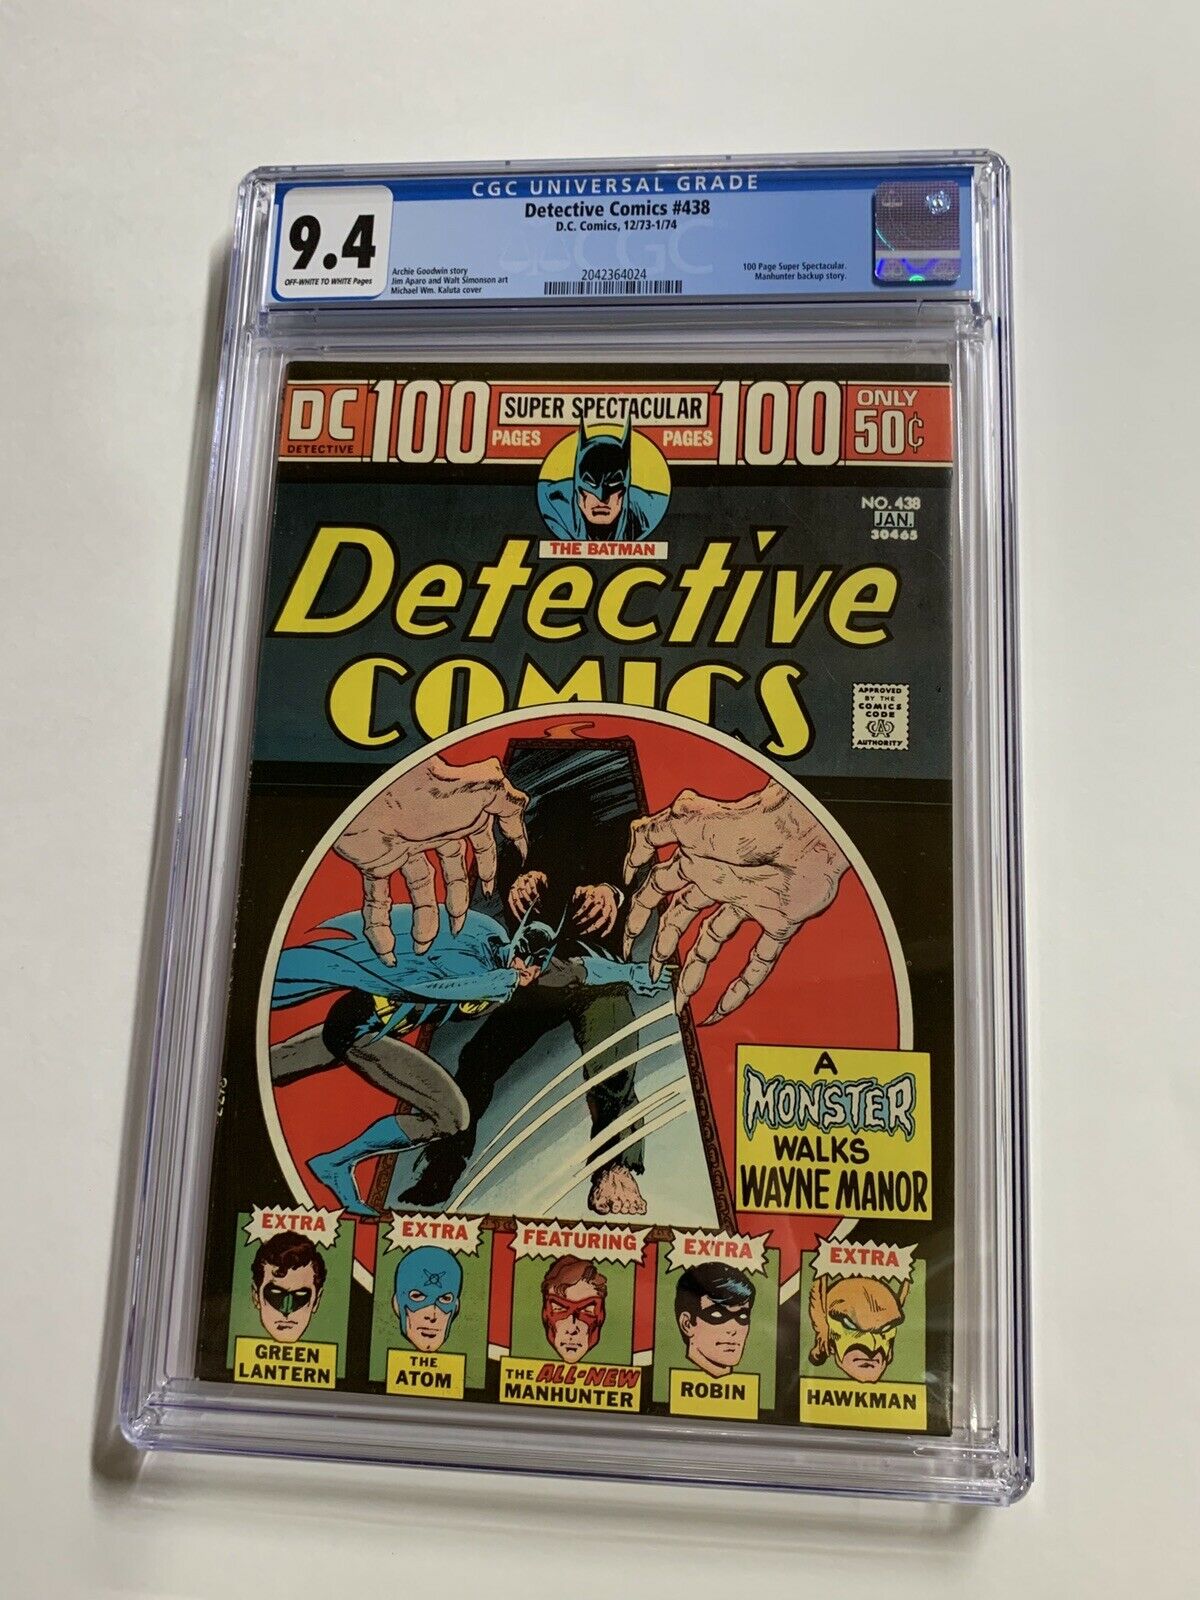 CGC UNIVERSAL GRADE
9.4
OFF-WHITE TO WHITE Pages
Detective Comics #438
D.C. Comics, 12/73-1/74
CGC
Archie Goodwin story
Jim Aparo and Walt Simonson art
Michael Wm. Kaluta cover
2042364024
100 Page Super Spectacular.
Manhunter backup story.
DC
DETECTIVE
100
PAGES
SUPER SPECTACULAR
PAGES
100
ONLY
50¢
NO. 438
JAN.
30465
THE BATMAN
Detective
COMICS
APPROVED
BY THE
COMICS
CODE
AUTHORITY
A
MONSTER
WALKS
WAYNE MANOR
EXTRA
GREEN
LANTERN
EXTRA
THE
ATOM
FEATURING
THE ALL-NEW
MANHUNTER
EXTRA
ROBIN
EXTRA
HAWKMAN